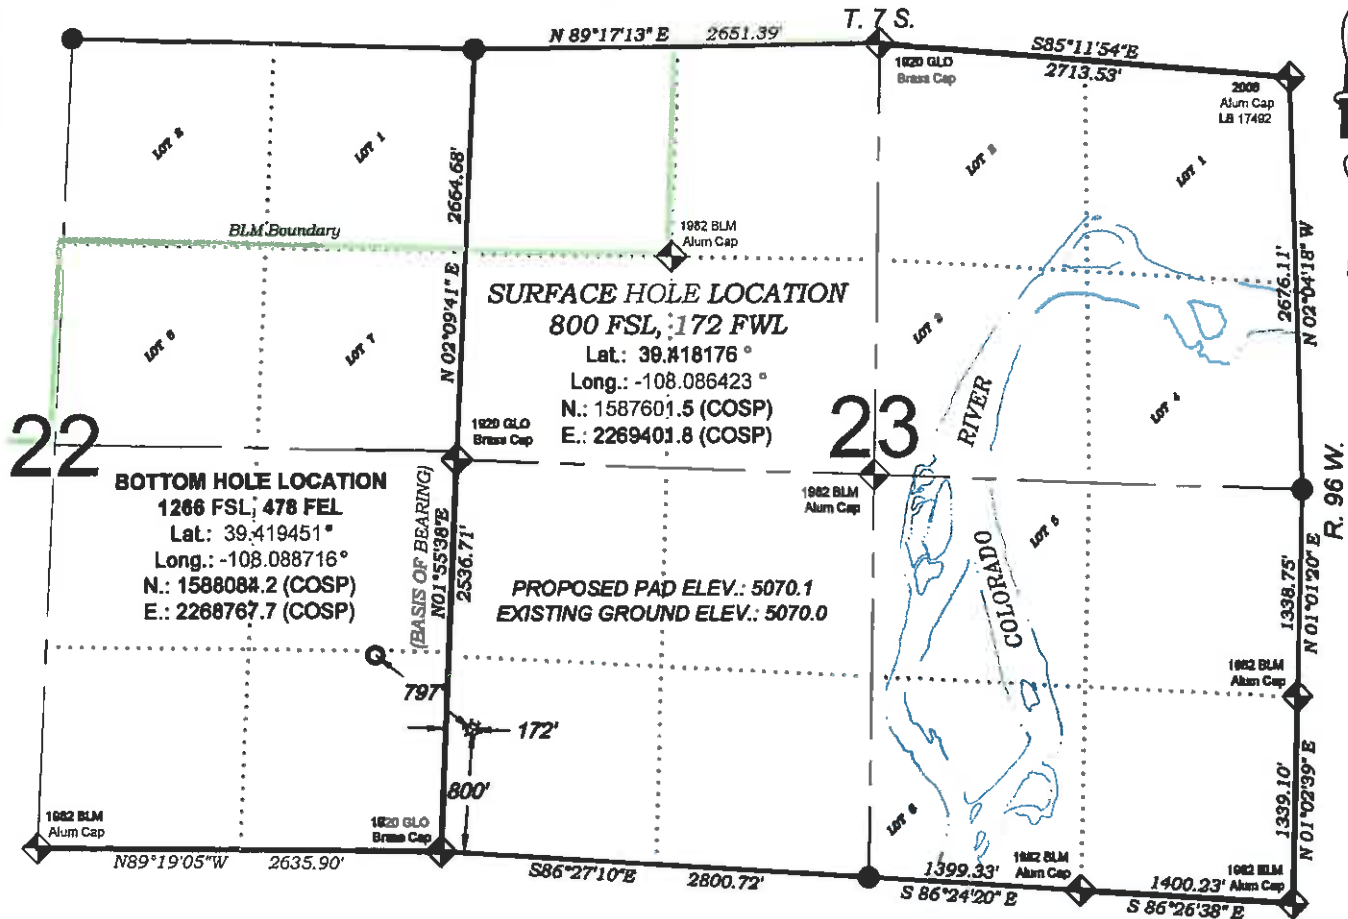 T. 7 S.
N 89°17'13" E 2651.39'
S85°11'54"E
2713.53'
1920 GLO
Brass Cap
2008
Alum Cap
LS 17492
LOT 1
LOT 1
2664.68'
N 02°09'41" E
BLM Boundary
1982 BLM
Alum Cap
2676.11'
N 02°04'18" W
SURFACE HOLE LOCATION
800 FSL, 172 FWL
Lat.: 39.418176 °
Long.: -108.086423 °
N.: 1587601.5 (COSP)
E.: 2269401.8 (COSP)
LOT 6
LOT 7
LOT 4
RIVER
22
23
1920 GLO
Brass Cap
1982 BLM
Alum Cap
R. 96 W.
BOTTOM HOLE LOCATION
1266 FSL, 478 FEL
Lat.: 39.419451°
Long.: -108.088716°
N.: 1588084.2 (COSP)
E.: 2268767.7 (COSP)
(BASIS OF BEARING)
N01°55'38"E
2536.71'
PROPOSED PAD ELEV.: 5070.1
EXISTING GROUND ELEV.: 5070.0
LOT 5
COLORADO
1338.75'
N 01°01'20" E
797'
172'
800'
1982 BLM
Alum Cap
1339.10'
N 01°02'39" E
LOT 6
1982 BLM
Alum Cap
1920 GLO
Brass Cap
N89°19'05"W 2635.90'
S86°27'10"E 2800.72'
1399.33'
S 86°24'20" E
1982 BLM
Alum Cap
1400.23'
S 86°26'38" E
1982 BLM
Alum Cap